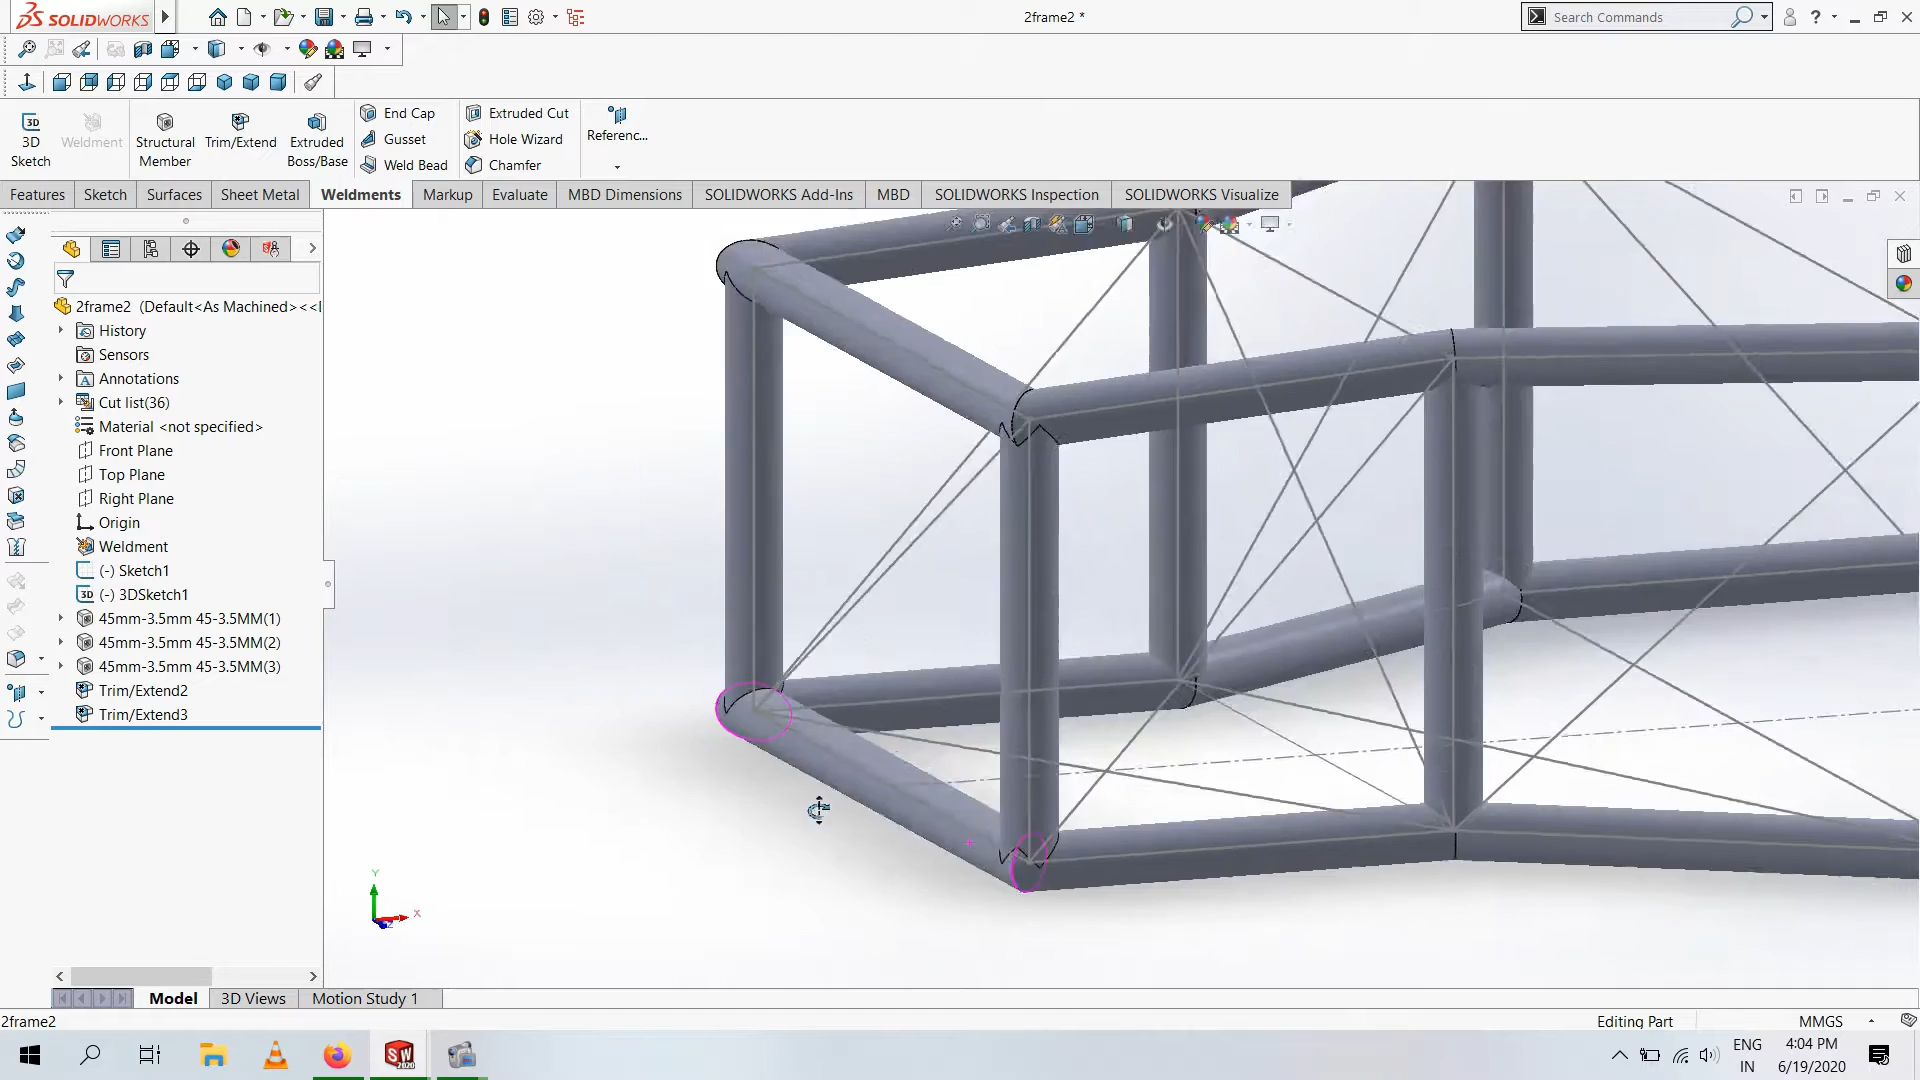 SOLIDWORKS
2frame2 *
Search Commands
3D Sketch
Weldment
Structural Member
Trim/Extend
Extruded Boss/Base
End Cap
Gusset
Weld Bead
Extruded Cut
Hole Wizard
Chamfer
Referenc...
Features
Sketch
Surfaces
Sheet Metal
Weldments
Markup
Evaluate
MBD Dimensions
SOLIDWORKS Add-Ins
MBD
SOLIDWORKS Inspection
SOLIDWORKS Visualize
2frame2 (Default<As Machined><<
History
Sensors
Annotations
Cut list(36)
Material <not specified>
Front Plane
Top Plane
Right Plane
Origin
Weldment
(-) Sketch1
3D (-) 3DSketch1
45mm-3.5mm 45-3.5MM(1)
45mm-3.5mm 45-3.5MM(2)
45mm-3.5mm 45-3.5MM(3)
Trim/Extend2
Trim/Extend3
Y
X
Model
3D Views
Motion Study 1
2frame2
Editing Part
MMGS
SW
2020
ENG
IN
4:04 PM
6/19/2020